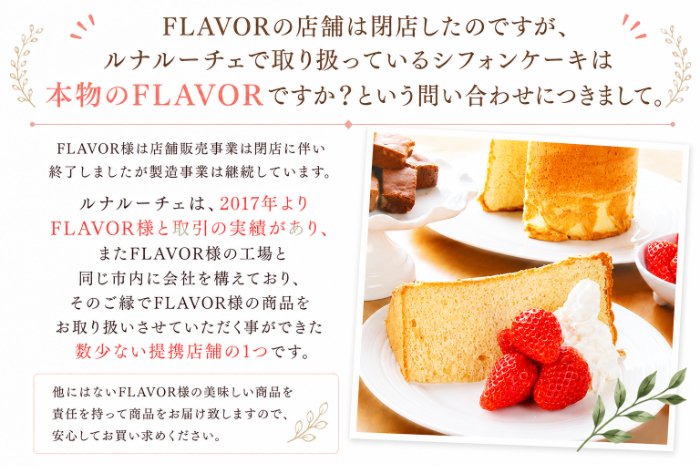 FLAVORの店舗は閉店したのですが、
ルナルーチェで取り扱っているシフォンケーキは
本物のFLAVORですか?という問い合わせにつきまして。
FLAVOR様は店舗販売事業は閉店に伴い
終了しましたが製造事業は継続しています。
ルナルーチェは、2017年より
FLAVOR様と取引の実績があり、
またFLAVOR様の工場と
同じ市内に会社を構えており、
そのご縁でFLAVOR様の商品を
お取り扱いさせていただく事ができた
数少ない提携店舗の1つです。
他にはないFLAVOR様の美味しい商品を
責任を持って商品をお届け致しますので、
安心してお買い求めください。